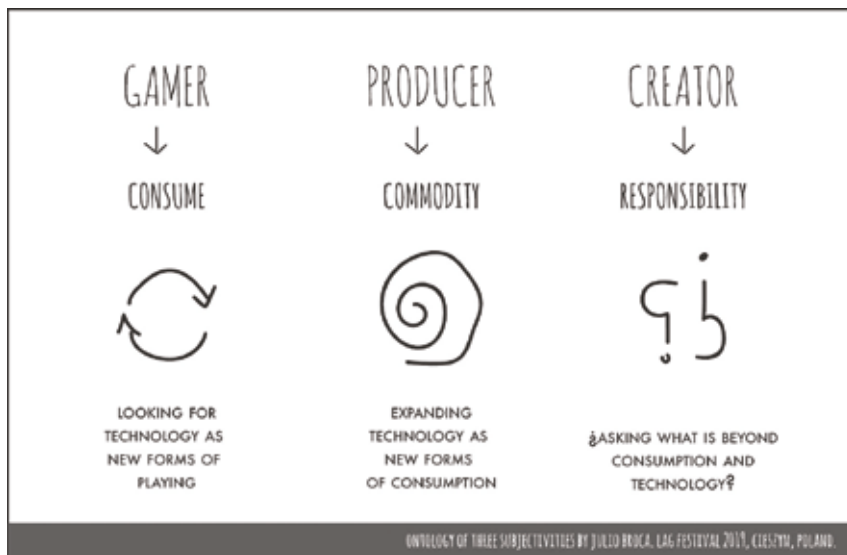 GAMER
PRODUCER
CREATOR
CONSUME
COMMODITY
RESPONSIBILITY
LOOKING FOR
TECHNOLOGY AS
NEW FORMS OF
PLAYING
EXPANDING
TECHNOLOGY AS
NEW FORMS
OF CONSUMPTION
¿ASKING WHAT IS BEYOND
CONSUMPTION AND
TECHNOLOGY?
ONTOLOGY OF THREE SUBJECTIVITIES BY JULIO BROCA. LAG FESTIVAL 2019, CIESZYN, POLAND.